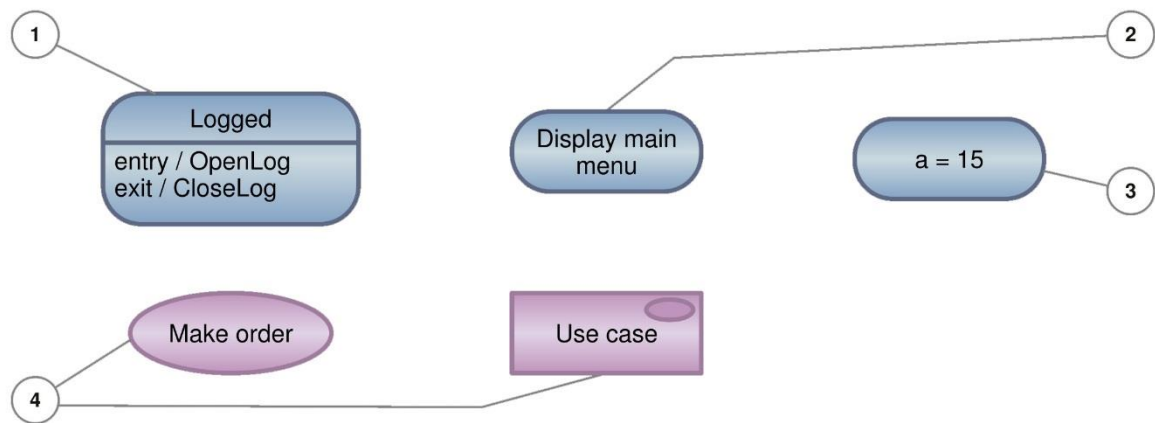 1
2
Logged
entry / OpenLog
exit / CloseLog
Display main
menu
a = 15
3
Make order
Use case
4